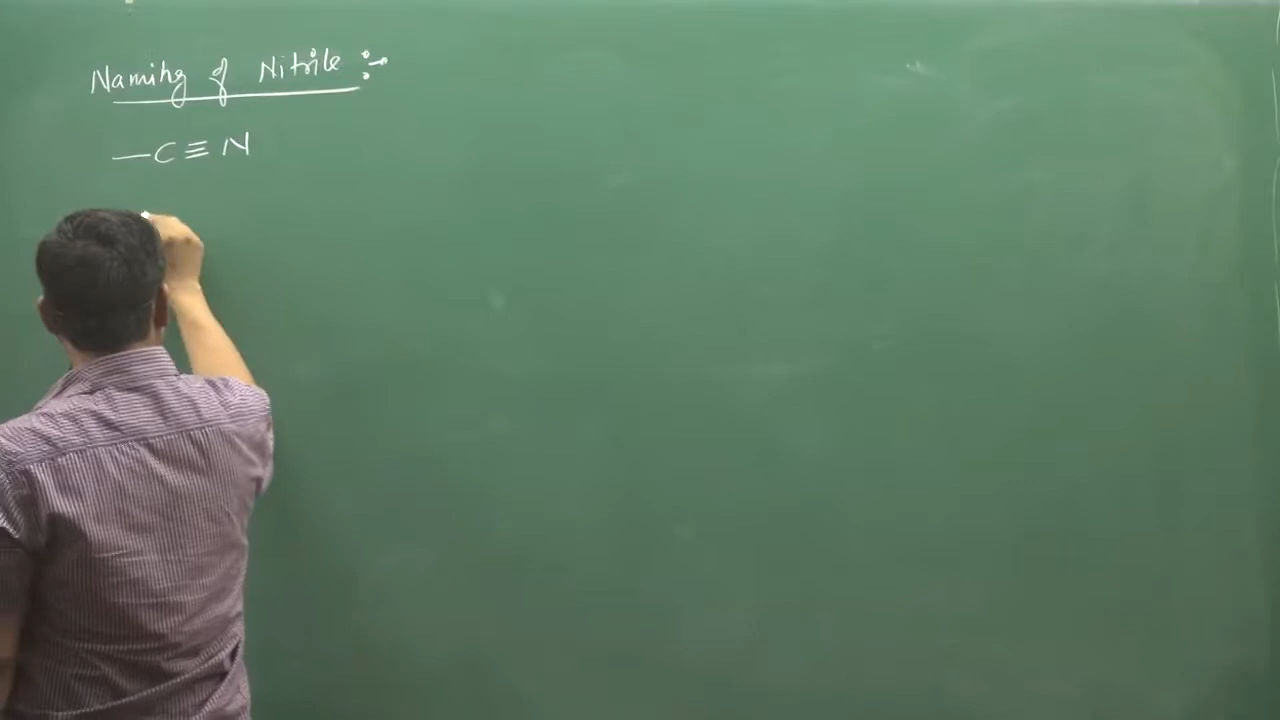 Naming of Nitrile :-
—C≡N